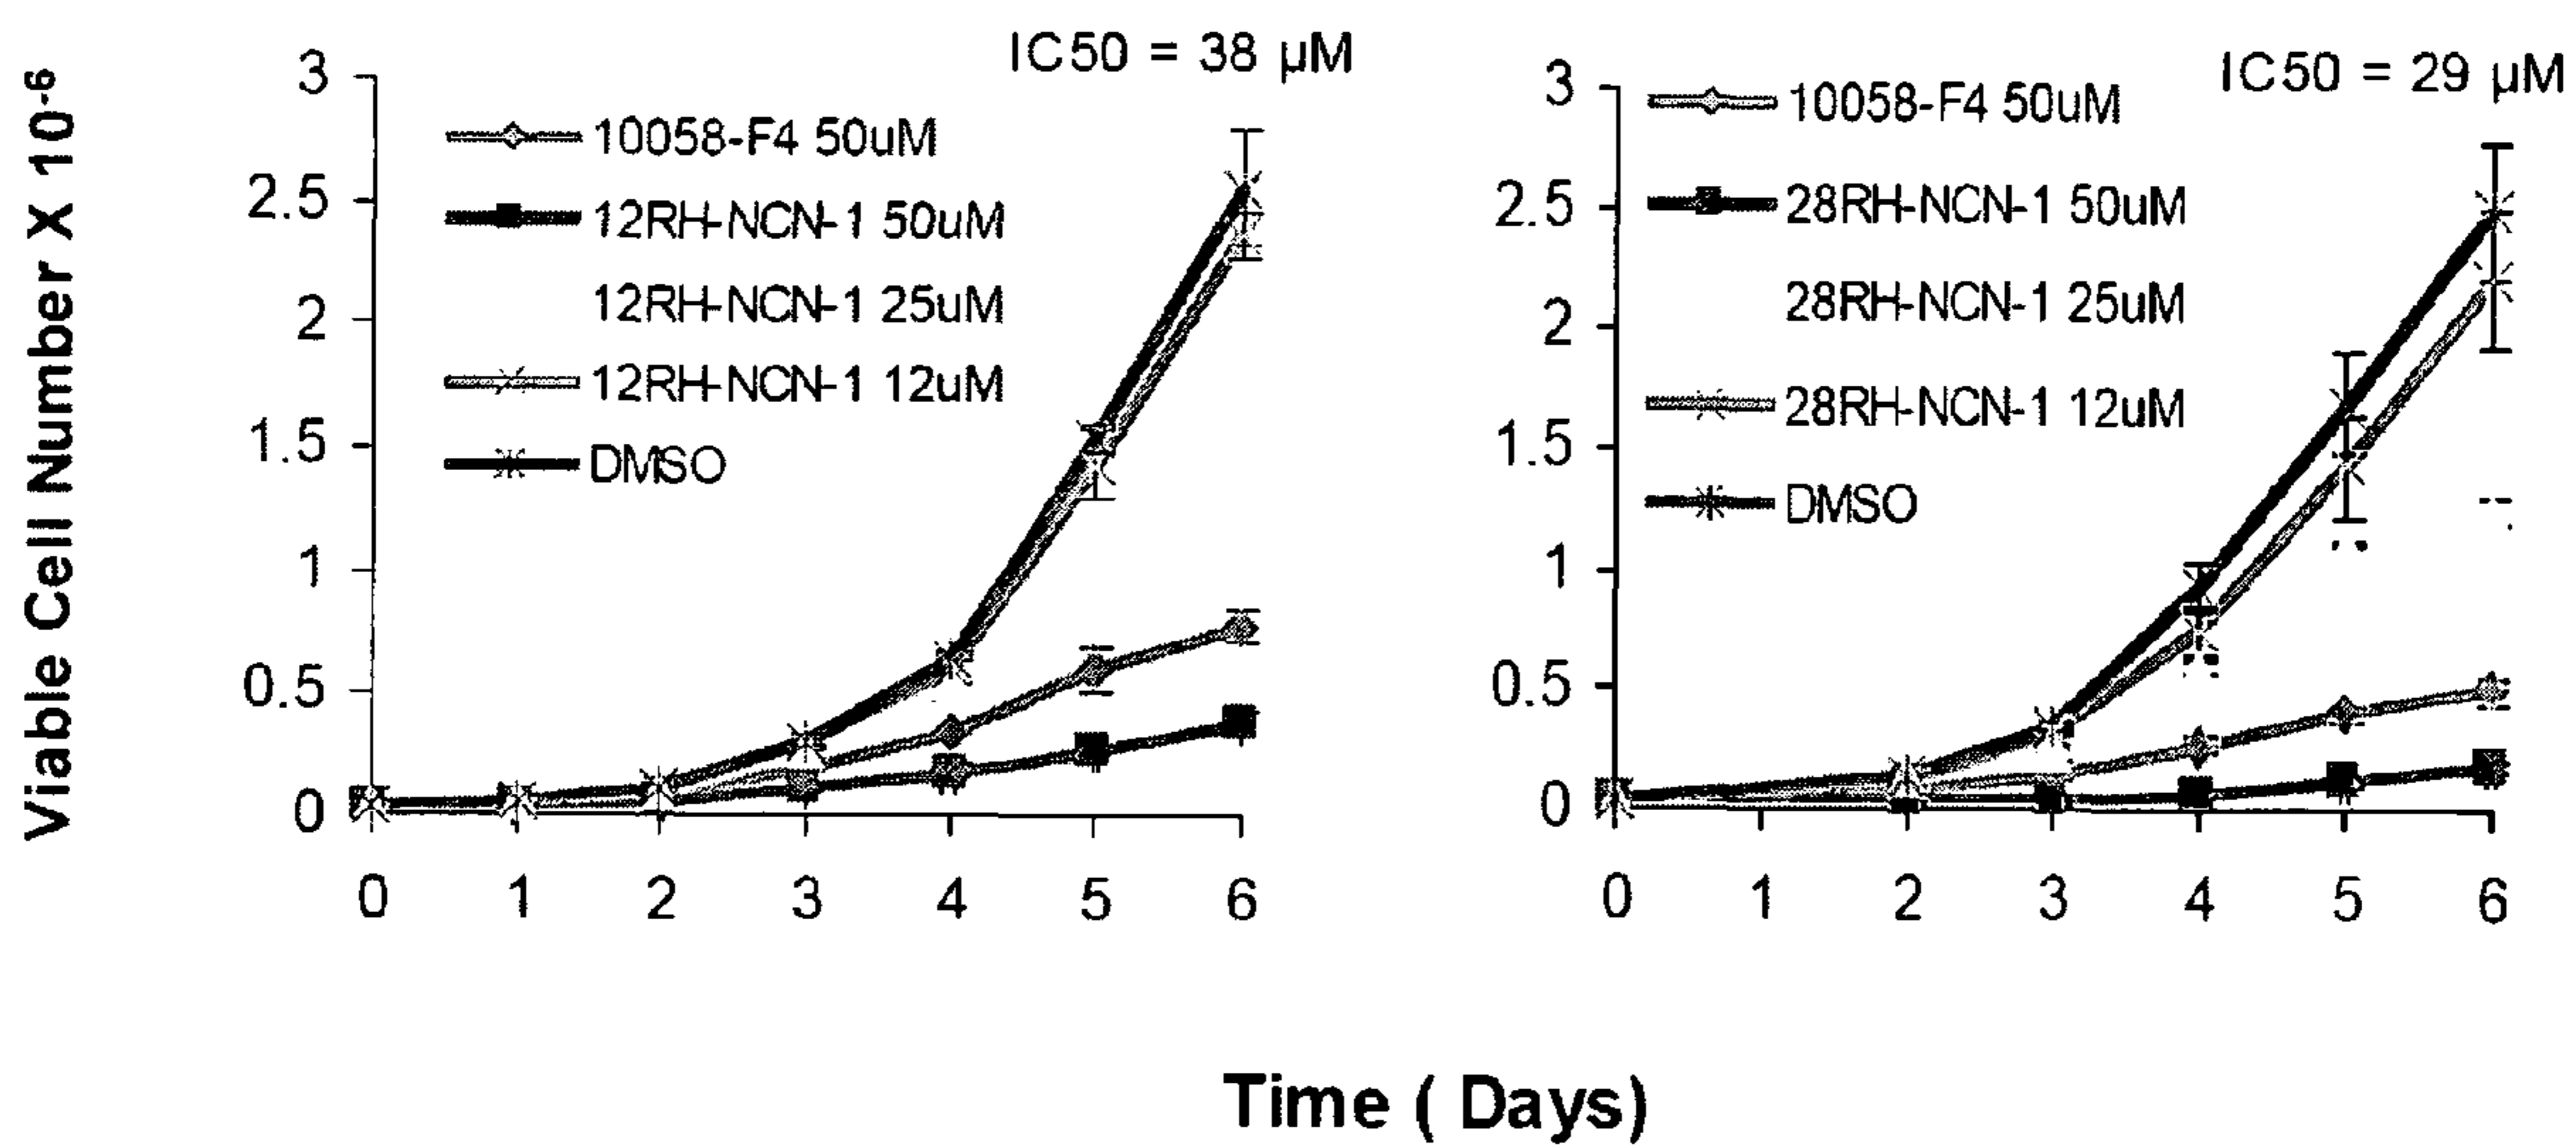 Viable Cell Number X 10⁻⁶
IC50 = 38 µM
3
2.5
2
1.5
1
0.5
0
10058-F4 50uM
12RH-NCN-1 50uM
12RH-NCN-1 25uM
12RH-NCN-1 12uM
DMSO
0 1 2 3 4 5 6
IC50 = 29 µM
3
2.5
2
1.5
1
0.5
0
10058-F4 50uM
28RH-NCN-1 50uM
28RH-NCN-1 25uM
28RH-NCN-1 12uM
DMSO
0 1 2 3 4 5 6
Time ( Days)